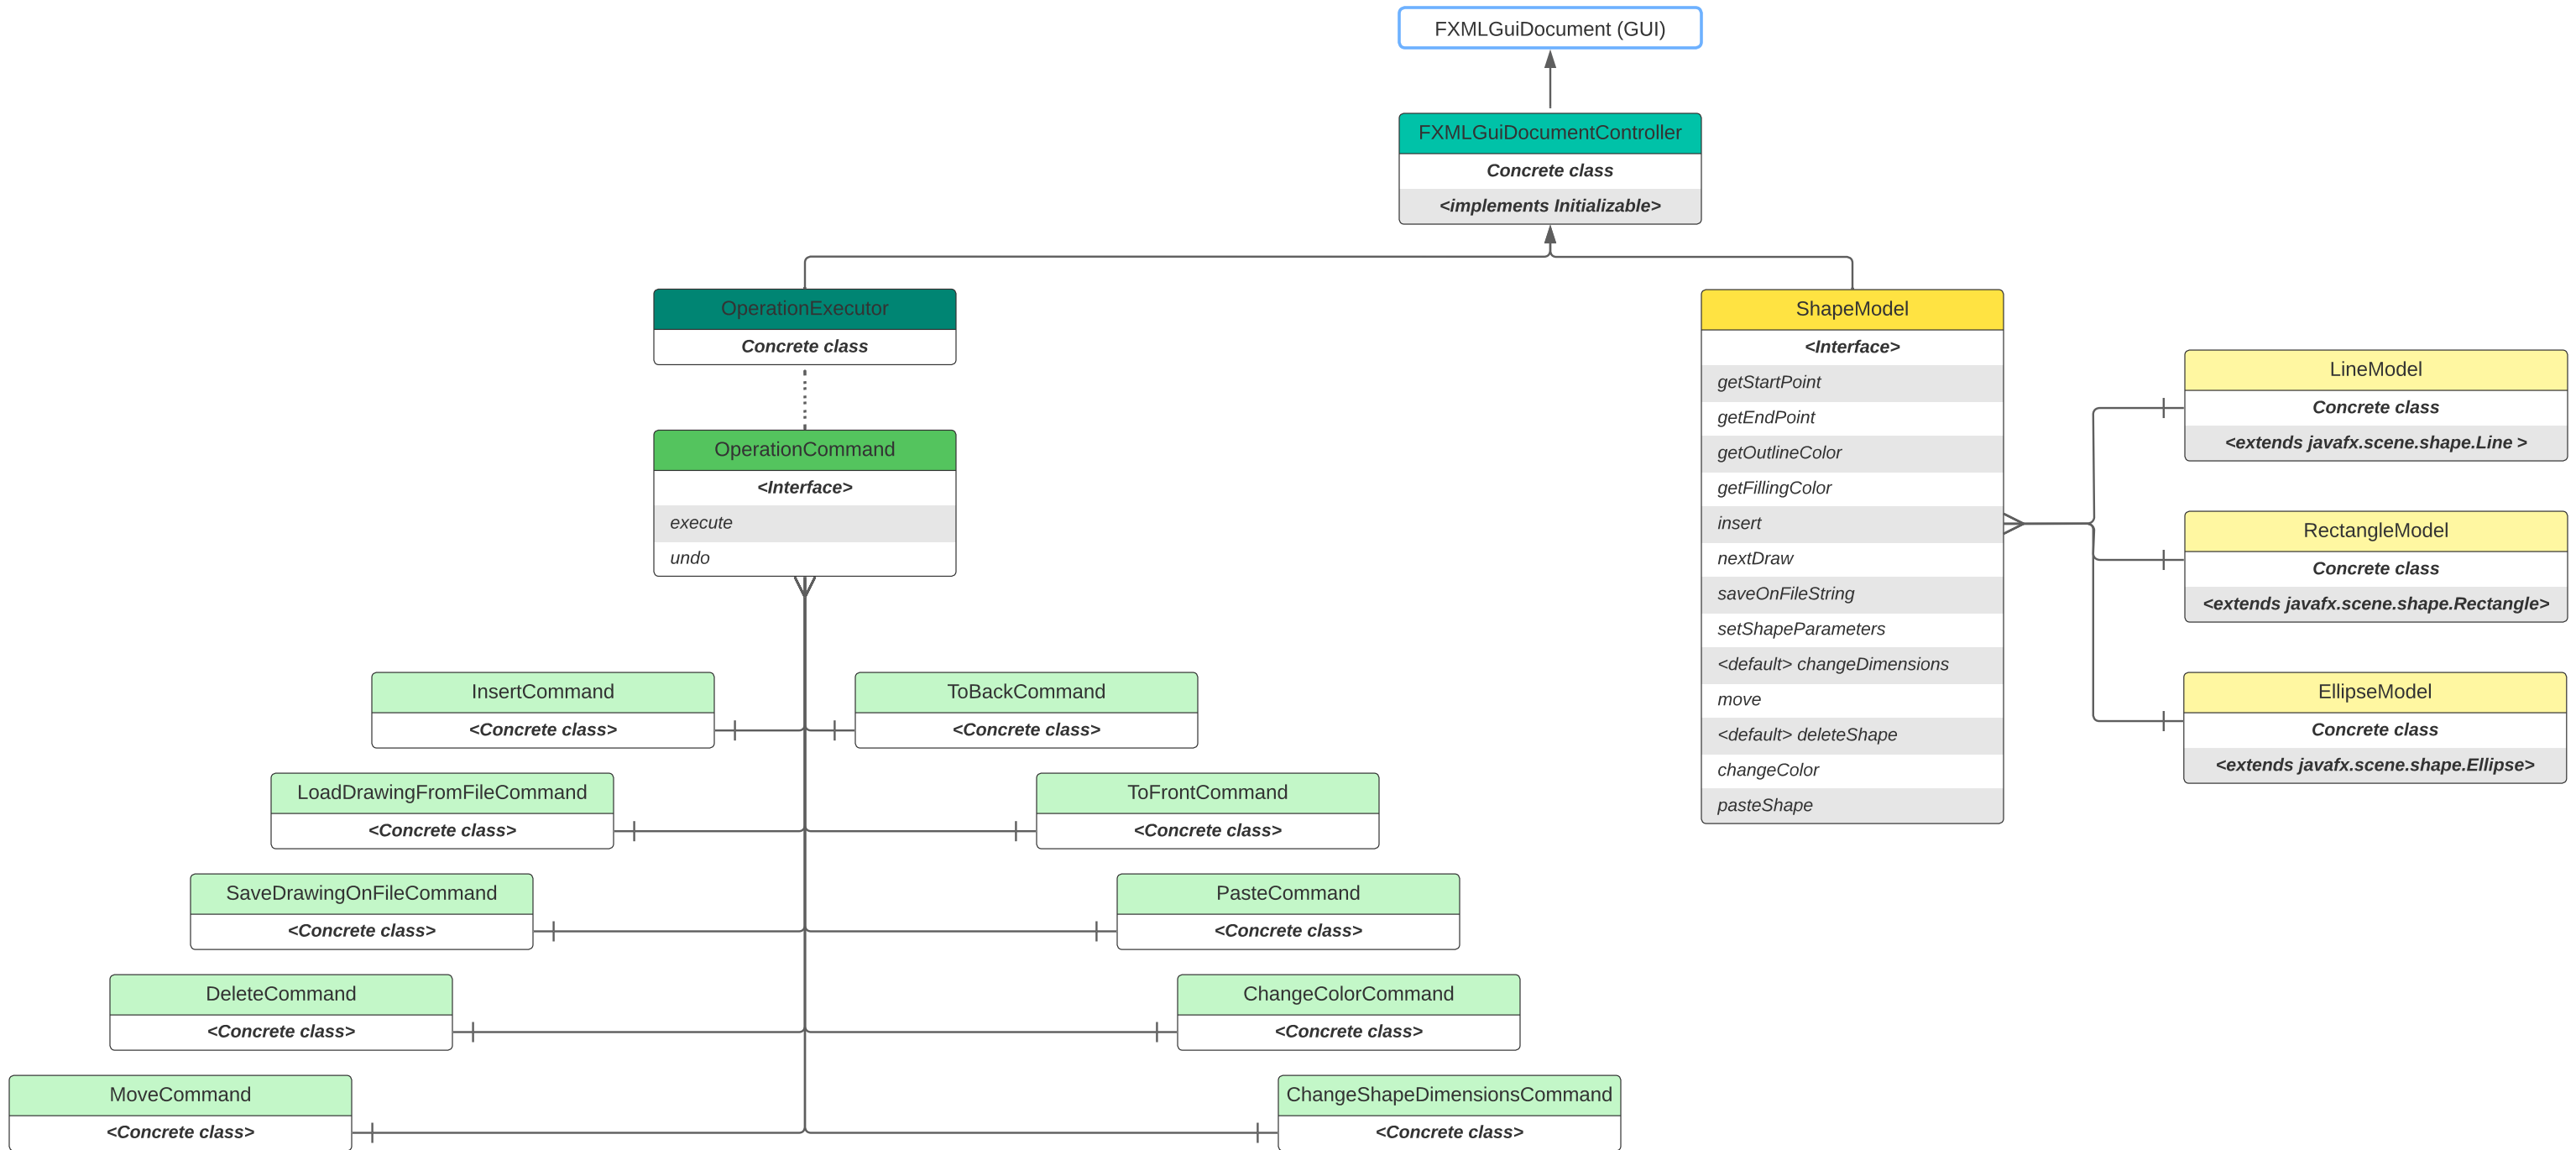 FXMLGuiDocument (GUI)
FXMLGuiDocumentController
Concrete class
<implements Initializable>
OperationExecutor
Concrete class
OperationCommand
<Interface>
execute
undo
ShapeModel
<Interface>
getStartPoint
getEndPoint
getOutlineColor
getFillingColor
insert
nextDraw
saveOnFileString
setShapeParameters
<default> changeDimensions
move
<default> deleteShape
changeColor
pasteShape
LineModel
Concrete class
<extends javafx.scene.shape.Line >
RectangleModel
Concrete class
<extends javafx.scene.shape.Rectangle>
EllipseModel
Concrete class
<extends javafx.scene.shape.Ellipse>
InsertCommand
<Concrete class>
ToBackCommand
<Concrete class>
LoadDrawingFromFileCommand
<Concrete class>
ToFrontCommand
<Concrete class>
SaveDrawingOnFileCommand
<Concrete class>
PasteCommand
<Concrete class>
DeleteCommand
<Concrete class>
ChangeColorCommand
<Concrete class>
MoveCommand
<Concrete class>
ChangeShapeDimensionsCommand
<Concrete class>